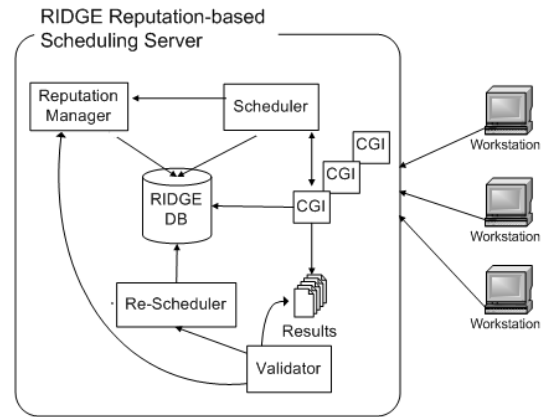 RIDGE Reputation-based
Scheduling Server
Reputation
Manager
Scheduler
CGI
CGI
CGI
RIDGE
DB
Re-Scheduler
Results
Validator
Workstation
Workstation
Workstation